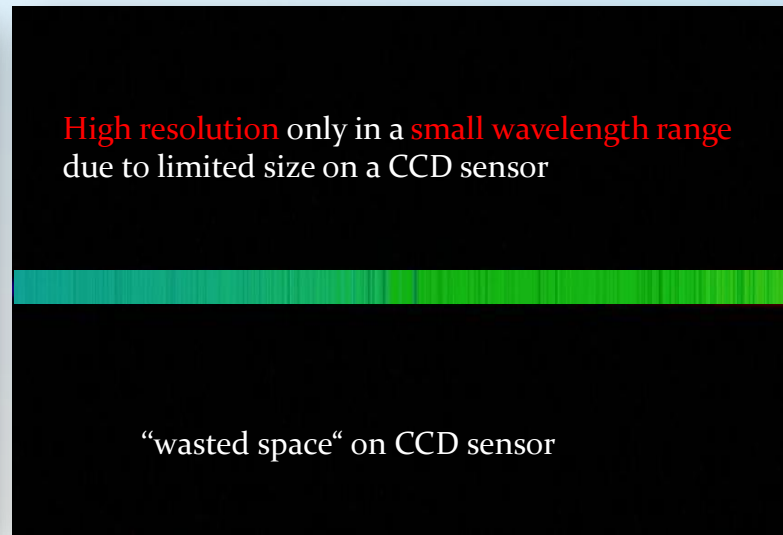 High resolution only in a small wavelength range
due to limited size on a CCD sensor
“wasted space“ on CCD sensor